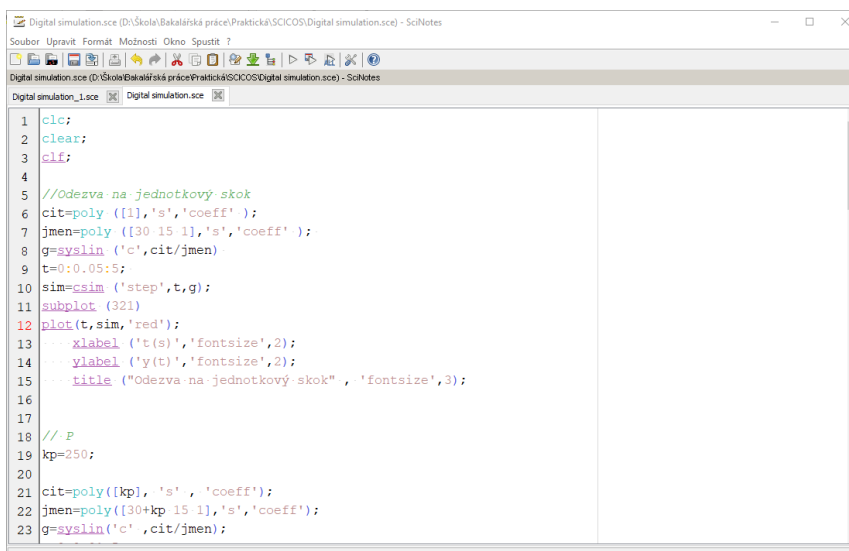 Digital simulation.sce (D:\Škola\Bakalářská práce\Praktická\SCICOS\Digital simulation.sce) - SciNotes
Soubor Upravit Formát Možnosti Okno Spustit ?
Digital simulation.sce (D:\Škola\Bakalářská práce\Praktická\SCICOS\Digital simulation.sce) - SciNotes
Digital simulation_1.sce Digital simulation.sce
1 clc;
2 clear;
3 clf;
4
5 //Odezva na jednotkový skok
6 cit=poly ([1],'s','coeff' );
7 jmen=poly ([30 15 1],'s','coeff' );
8 g=syslin ('c',cit/jmen)
9 t=0:0.05:5;
10 sim=csim ('step',t,g);
11 subplot (321)
12 plot(t,sim,'red');
13 xlabel ('t(s)','fontsize',2);
14 ylabel ('y(t)','fontsize',2);
15 title ("Odezva na jednotkový skok" , 'fontsize',3);
16
17
18 // P
19 kp=250;
20
21 cit=poly([kp], 's' , 'coeff');
22 jmen=poly([30+kp 15 1],'s','coeff');
23 g=syslin('c' ,cit/jmen);